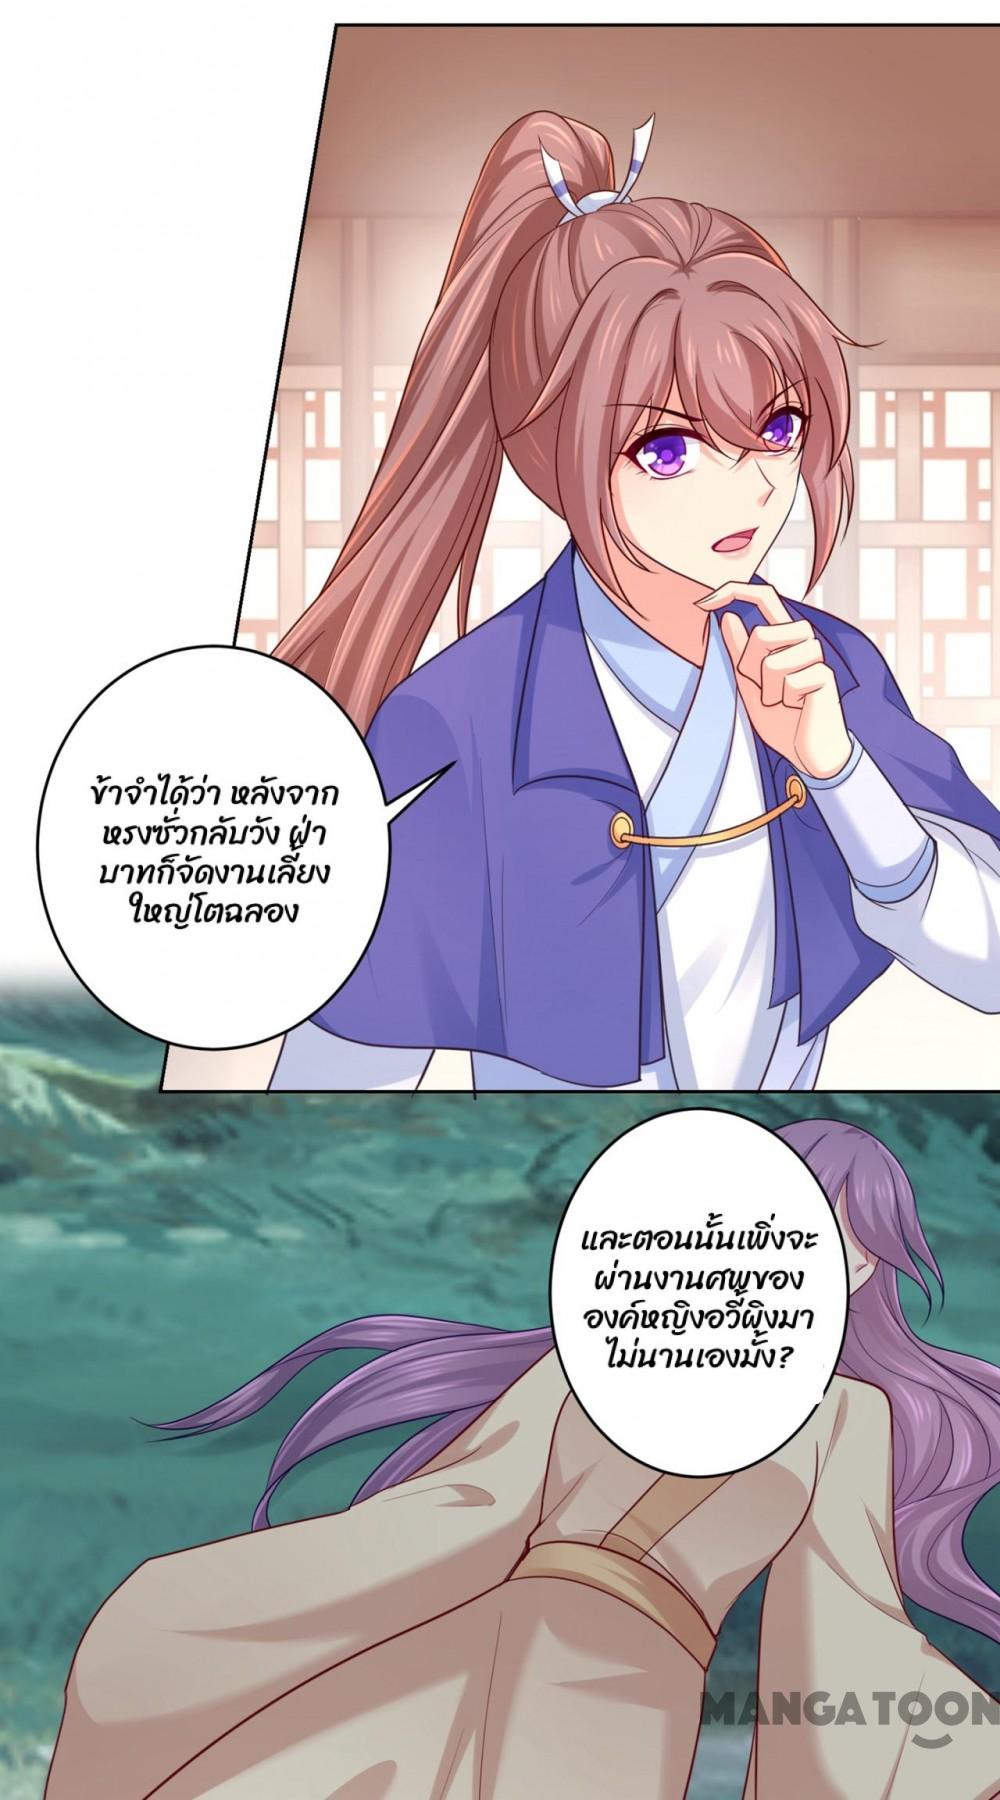 ข้าจำได้ว่า หลังจาก
หรงซั่วกลับวัง ฝ่า
บาทก็จัดงานเลี้ยง
ใหญ่โตฉลอง
และตอนนั้นเพิ่งจะ
ผ่านงานศพของ
องค์หญิงอวี้ผิงมา
ไม่นานเองมั้ง?
MANGATOON